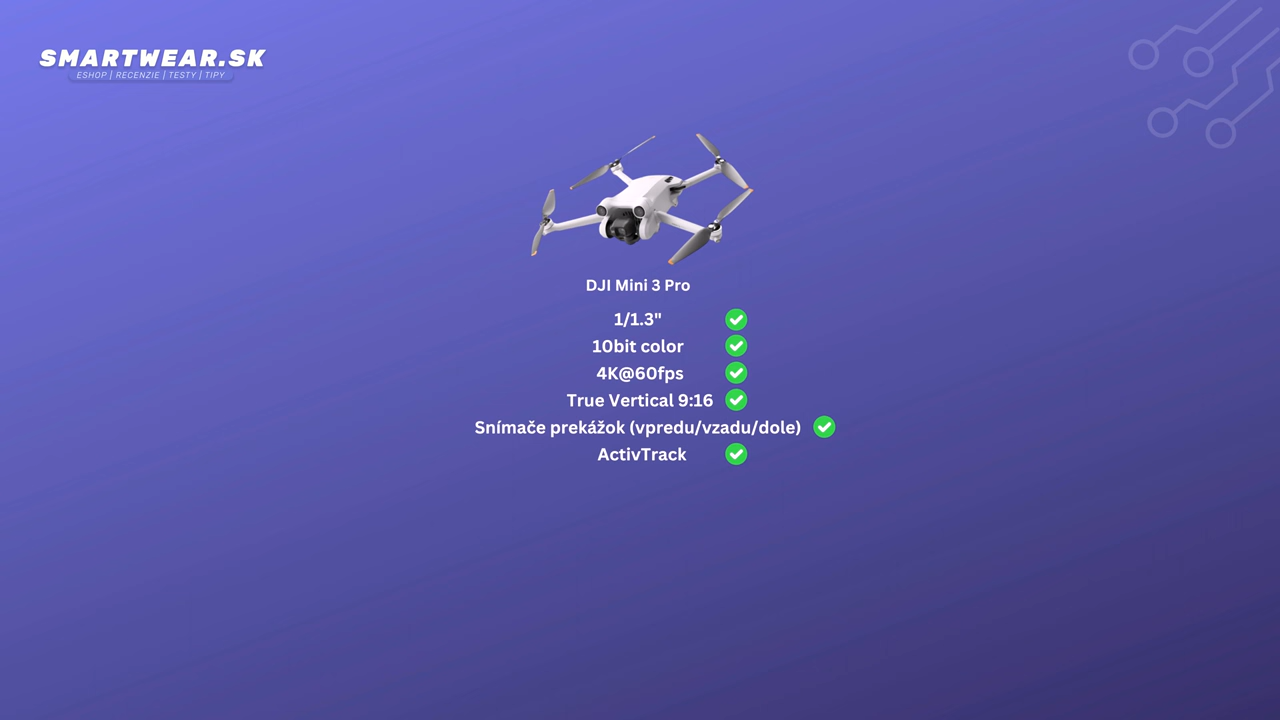 SMARTWEAR.SK
ESHOP | RECENZIE | TESTY | TIPY
DJI Mini 3 Pro
1/1.3"
10bit color
4K@60fps
True Vertical 9:16
Snímače prekážok (vpredu/vzadu/dole)
ActivTrack